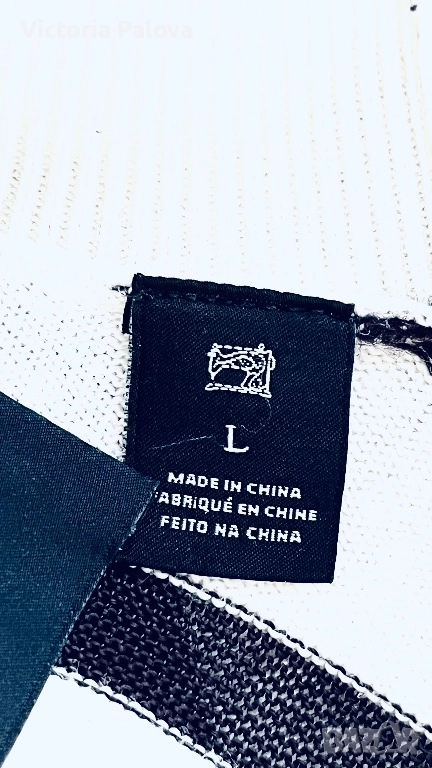 Victoria Palova
L
MADE IN CHINA
FABRIQUÉ EN CHINE
FEITO NA CHINA